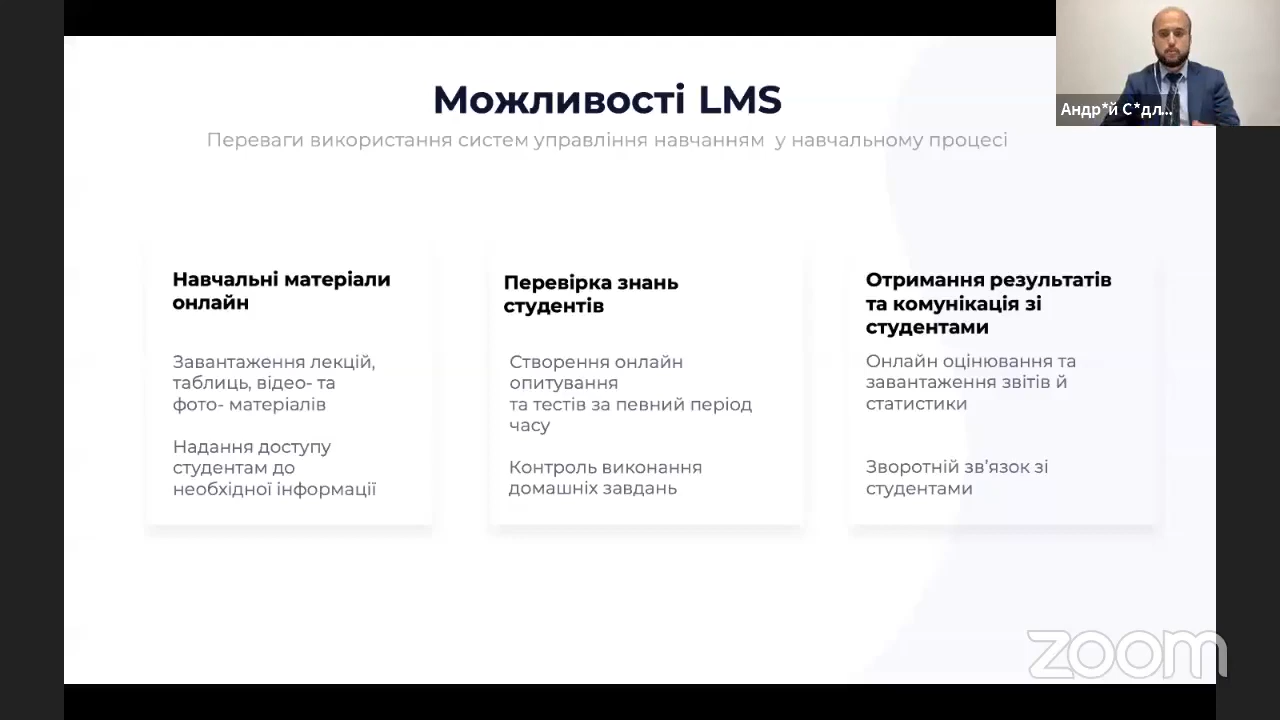 Можливості LMS
Переваги використання систем управління навчанням у навчальному процесі
Андр*й С*дл...
Навчальні матеріали
онлайн
Завантаження лекцій,
таблиць, відео- та
фото- матеріалів
Надання доступу
студентам до
необхідної інформації
Перевірка знань
студентів
Створення онлайн
опитування
та тестів за певний період
часу
Контроль виконання
домашніх завдань
Отримання результатів
та комунікація зі
студентами
Онлайн оцінювання та
завантаження звітів й
статистики
Зворотній зв’язок зі
студентами
zoom